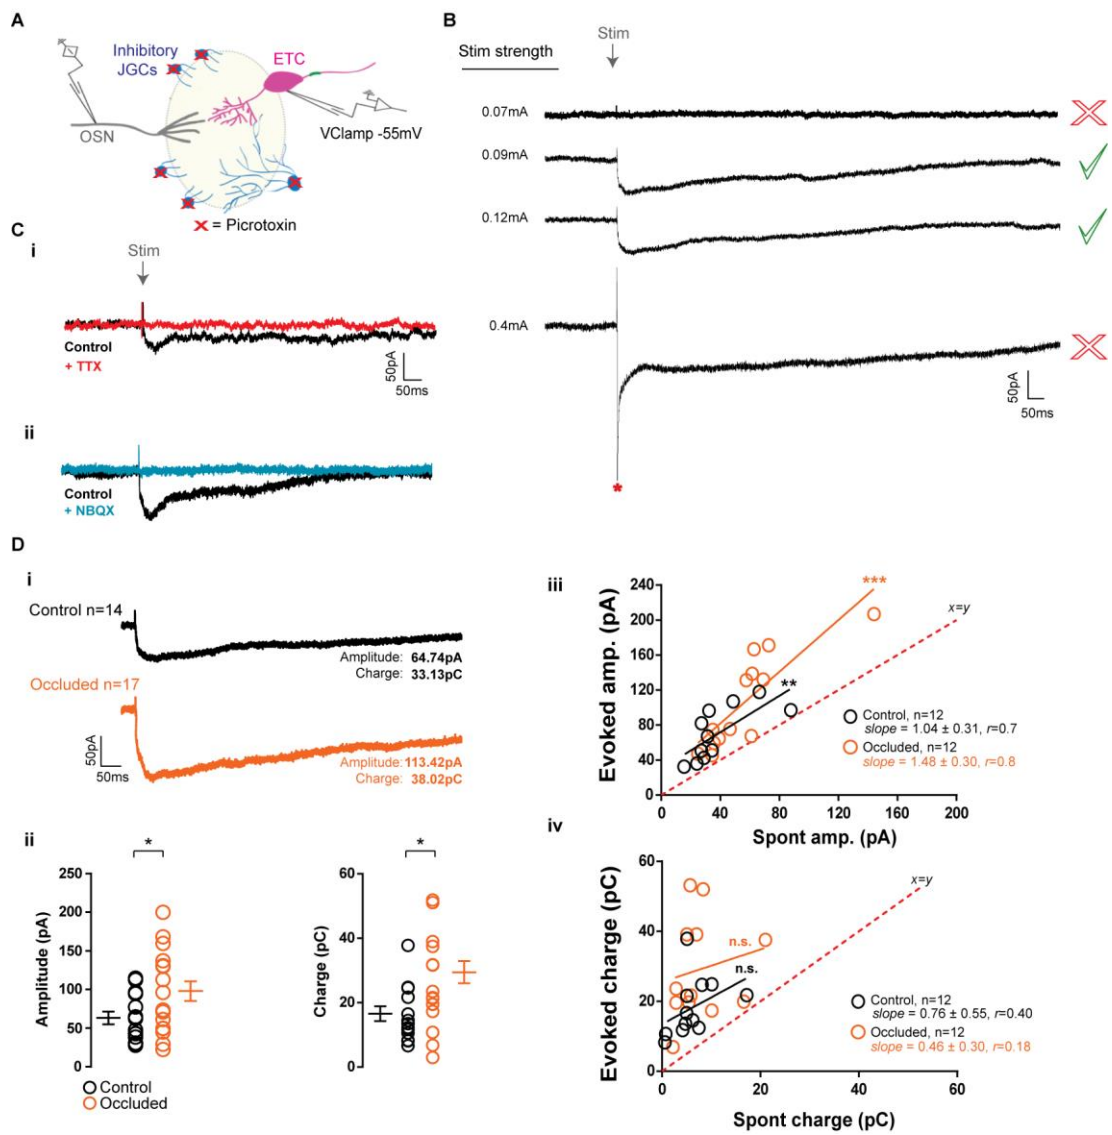 A
Inhibitory
JGCs
ETC
OSN
VClamp -55mV
X = Picrotoxin
B
Stim
Stim strength
0.07mA
0.09mA
0.12mA
0.4mA
50pA
50ms
*
C
i
Stim
Control
+ TTX
50pA
50ms
ii
Control
+ NBQX
D
i
Control n=14
Amplitude: 64.74pA
Charge: 33.13pC
Occluded n=17
50pA
50ms
Amplitude: 113.42pA
Charge: 38.02pC
ii
*
Amplitude (pA)
250
200
150
100
50
0
Control
Occluded
*
Charge (pC)
60
40
20
0
iii
Evoked amp. (pA)
240
200
160
120
80
40
0
***
x=y
**
Control, n=12
slope = 1.04 ± 0.31, r=0.7
Occluded, n=12
slope = 1.48 ± 0.30, r=0.8
0 40 80 120 160 200
Spont amp. (pA)
iv
Evoked charge (pC)
60
40
20
0
x=y
n.s.
n.s.
Control, n=12
slope = 0.76 ± 0.55, r=0.40
Occluded, n=12
slope = 0.46 ± 0.30, r=0.18
0 20 40 60
Spont charge (pC)